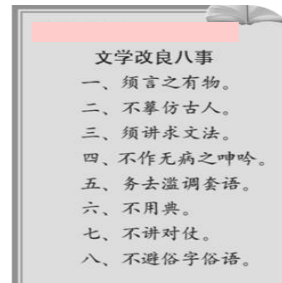 文学改良八事
一、须言之有物。
二、不摹仿古人。
三、须讲求文法。
四、不作无病之呻吟。
五、务去滥调套语。
六、不用典。
七、不讲对仗。
八、不避俗字俗语。